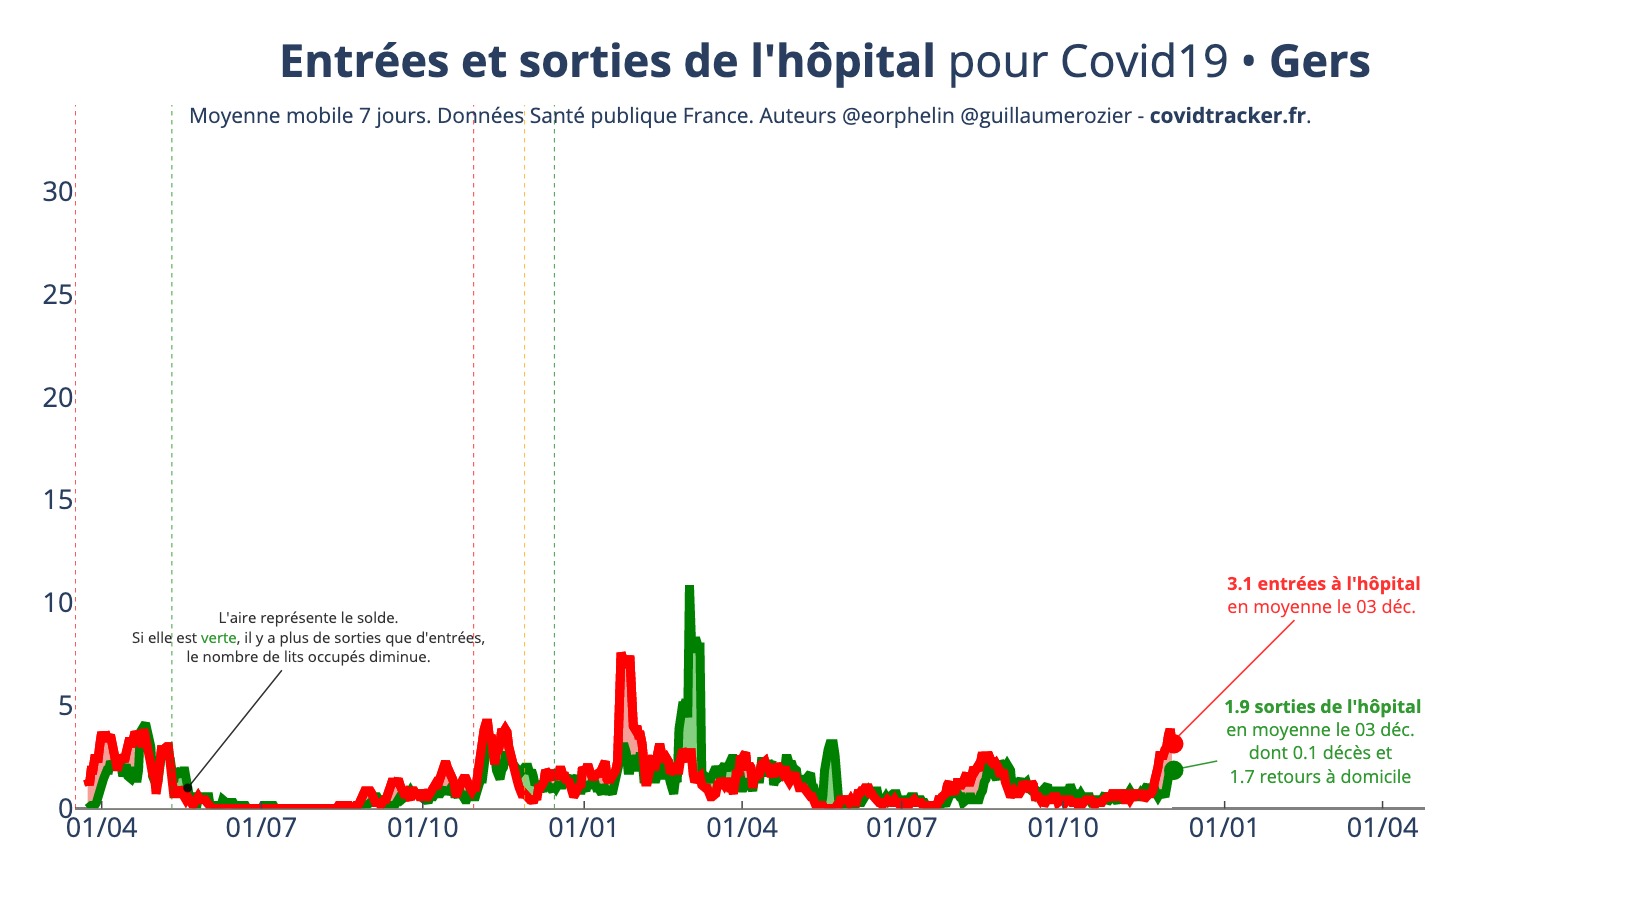 Entrées et sorties de l'hôpital pour Covid19 • Gers
Moyenne mobile 7 jours. Données Santé publique France. Auteurs @eorphelin @guillaumerozier - covidtracker.fr.
30
25
20
15
10
5
0
L'aire représente le solde.
Si elle est verte, il y a plus de sorties que d'entrées,
le nombre de lits occupés diminue.
3.1 entrées à l'hôpital
en moyenne le 03 déc.
1.9 sorties de l'hôpital
en moyenne le 03 déc.
dont 0.1 décès et
1.7 retours à domicile
01/04 01/07 01/10 01/01 01/04 01/07 01/10 01/01 01/04